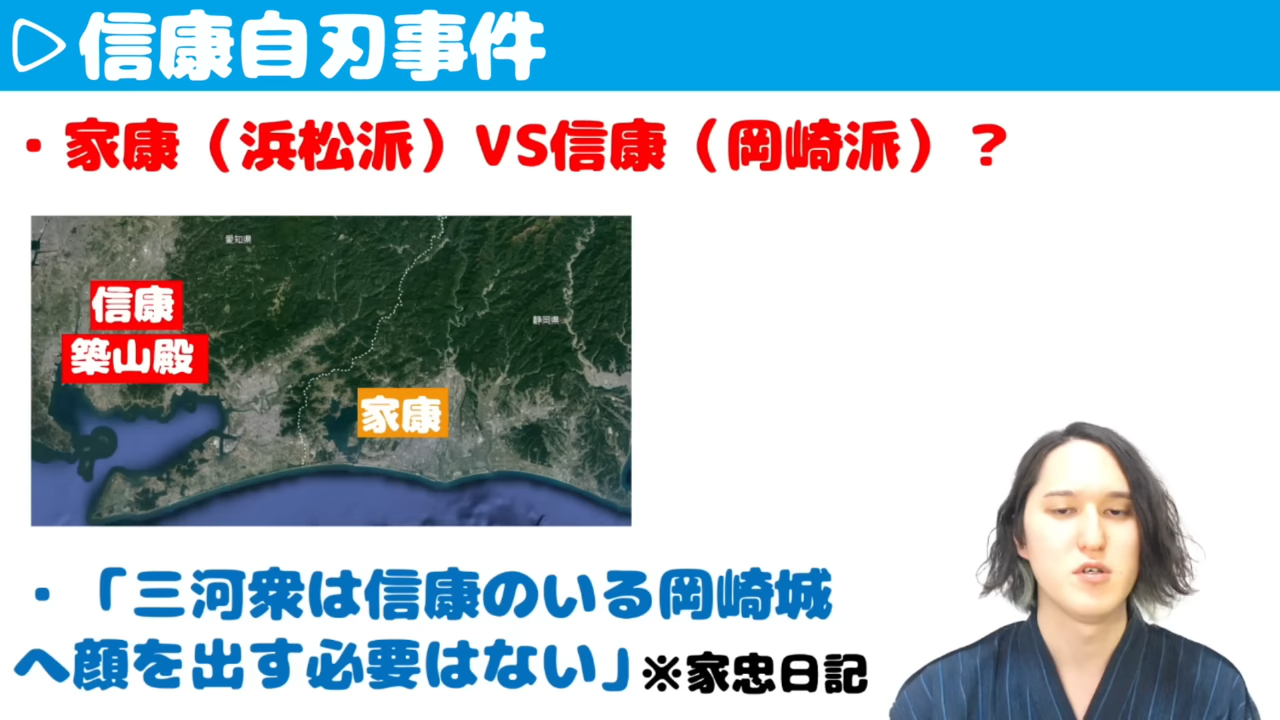 ▷信康自刃事件
・家康（浜松派）VS信康（岡崎派）？
愛知県
静岡県
信康
築山殿
家康
・「三河衆は信康のいる岡崎城
へ顔を出す必要はない」※家忠日記